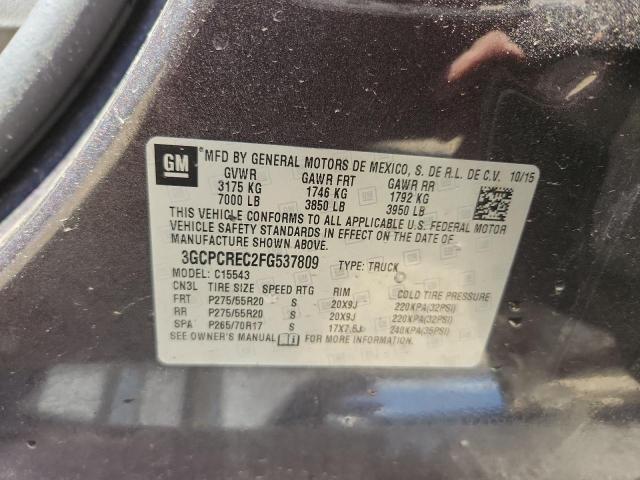 GM MFD BY GENERAL MOTORS DE MEXICO, S. DE R.L. DE C.V. 10/15
GVWR GAWR FRT GAWR RR
3175 KG 1746 KG 1792 KG
7000 LB 3850 LB 3950 LB
THIS VEHICLE CONFORMS TO ALL APPLICABLE U.S. FEDERAL MOTOR
VEHICLE SAFETY STANDARDS IN EFFECT ON THE DATE OF
MANUFACTURE SHOWN ABOVE.
3GCPCREC2FG537809 TYPE: TRUCK
MODEL: C15543
CN3L TIRE SIZE SPEED RTG RIM COLD TIRE PRESSURE
FRT P275/55R20 S 20X9J 220KPA(32PSI)
RR P275/55R20 S 20X9J 220KPA(32PSI)
SPA P265/70R17 S 17X7.5J 240KPA(35PSI)
SEE OWNER'S MANUAL FOR MORE INFORMATION.